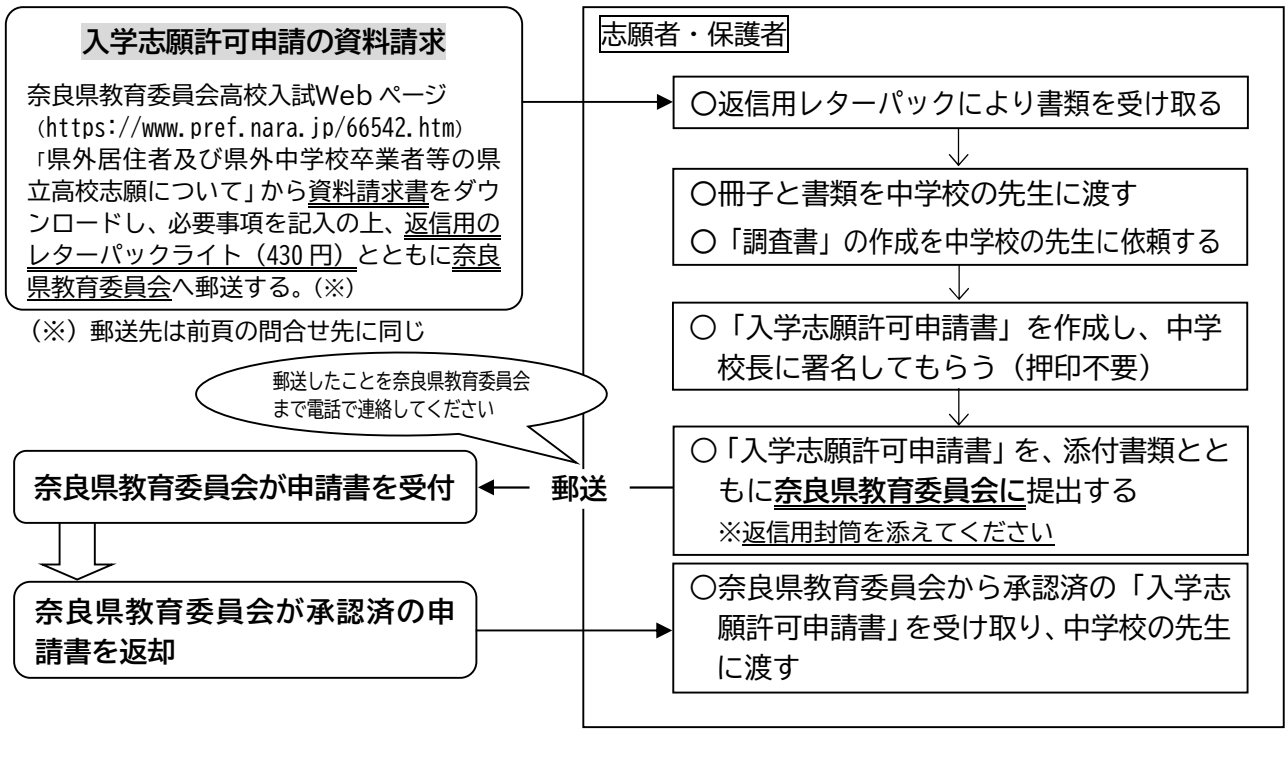 入学志願許可申請の資料請求
奈良県教育委員会高校入試Web ページ
（https://www.pref.nara.jp/66542.htm）
「県外居住者及び県外中学校卒業者等の県
立高校志願について」から資料請求書をダウ
ンロードし、必要事項を記入の上、返信用の
レターパックライト（430 円）とともに奈良
県教育委員会へ郵送する。（※）
（※）郵送先は前頁の問合せ先に同じ
志願者・保護者
〇返信用レターパックにより書類を受け取る
〇冊子と書類を中学校の先生に渡す
〇「調査書」の作成を中学校の先生に依頼する
〇「入学志願許可申請書」を作成し、中学
校長に署名してもらう（押印不要）
〇「入学志願許可申請書」を、添付書類とと
もに奈良県教育委員会に提出する
※返信用封筒を添えてください
郵送したことを奈良県教育委員会
まで電話で連絡してください
郵送
奈良県教育委員会が申請書を受付
奈良県教育委員会が承認済の申
請書を返却
〇奈良県教育委員会から承認済の「入学志
願許可申請書」を受け取り、中学校の先生
に渡す